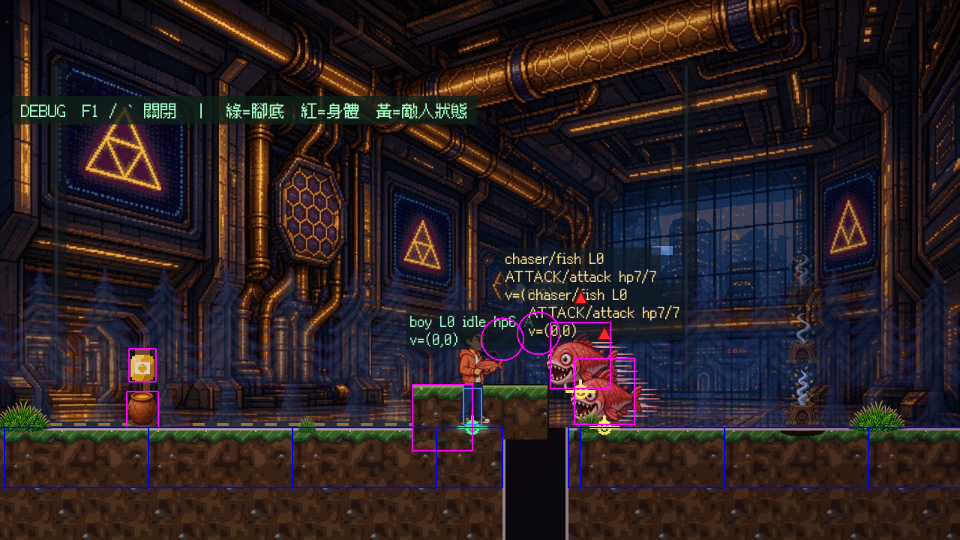 DEBUG F1 / ` 關閉 | 綠=腳底 紅=身體 黃=敵人狀態
chaser/fish L0
ATTACK/attack hp7/7
v=(chaser/fish L0
ATTACK/attack hp7/7
v=(0,0)
boy L0 idle hp6
v=(0,0)